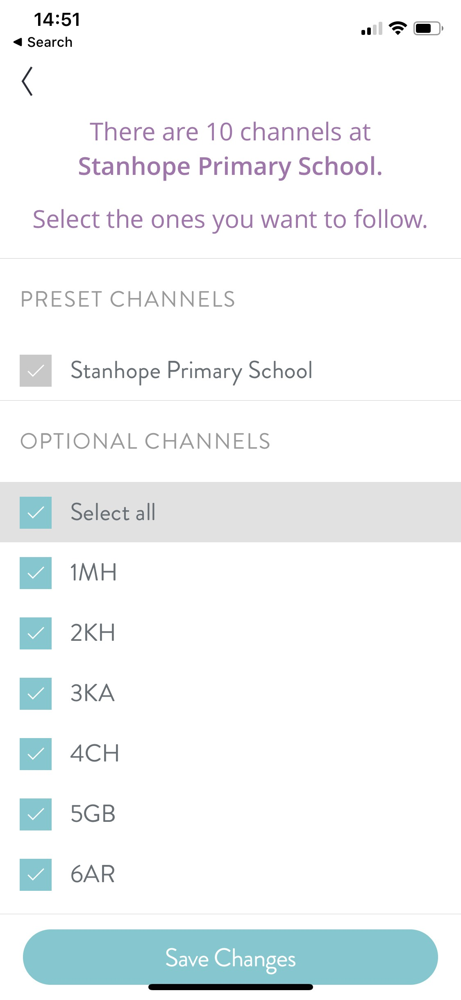 14:51
Search
There are 10 channels at
Stanhope Primary School.
Select the ones you want to follow.
PRESET CHANNELS
Stanhope Primary School
OPTIONAL CHANNELS
Select all
1MH
2KH
3KA
4CH
5GB
6AR
Save Changes